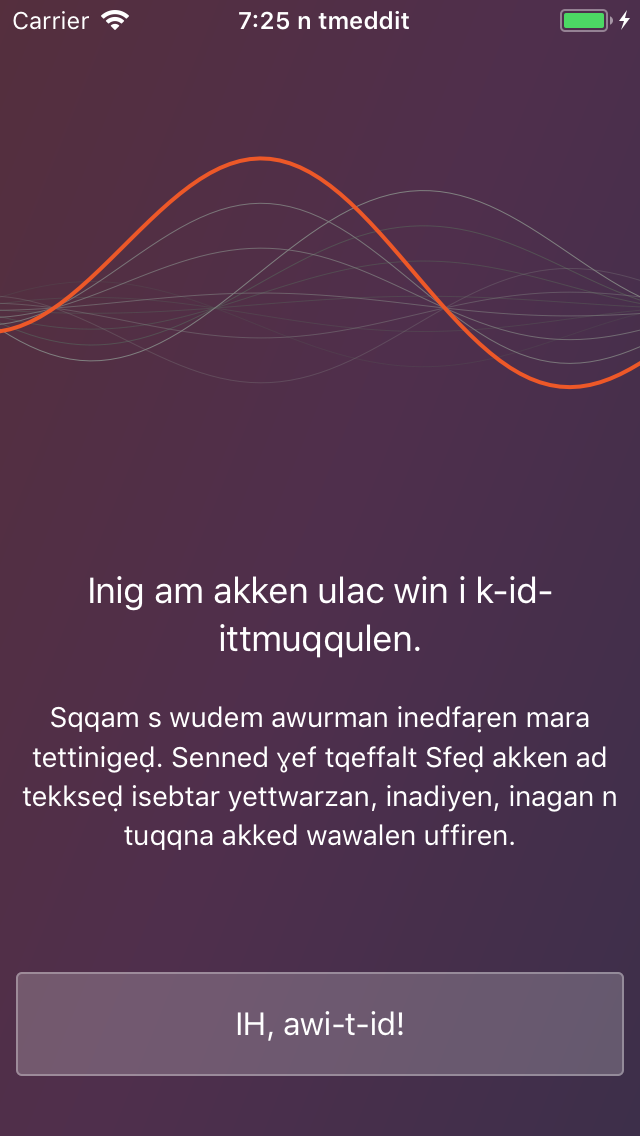 Carrier 7:25 n tmeddit
Inig am akken ulac win i k-id-
ittmuqqulen.
Sqqam s wudem awurman inedfaṛen mara
tettinigeḍ. Senned ɣef tqeffalt Sfeḍ akken ad
tekkseḍ isebtar yettwarzan, inadiyen, inagan n
tuqqna akked wawalen uffiren.
IH, awi-t-id!